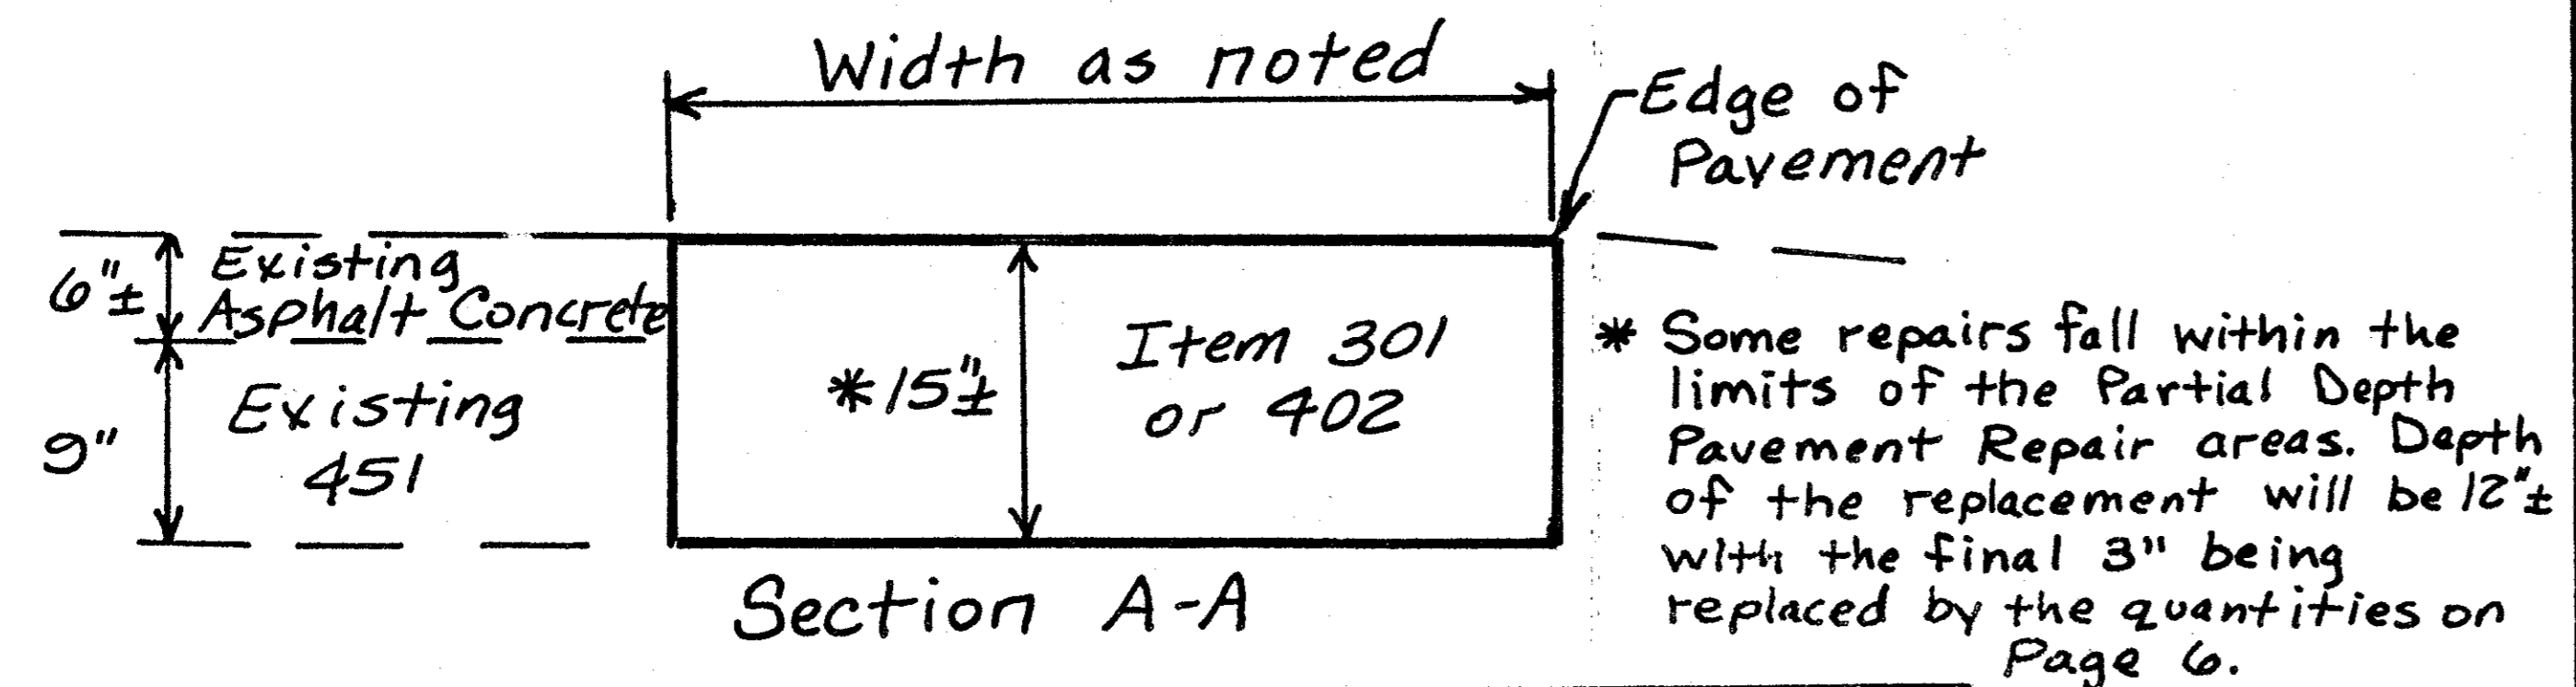 Width as noted
Edge of
Pavement
6"±
Existing
Asphalt Concrete
9"
Existing
451
*15"±
Item 301
or 402
* Some repairs fall within the
limits of the Partial Depth
Pavement Repair areas. Depth
of the replacement will be 12"±
with the final 3" being
replaced by the quantities on
Page 6.
Section A-A